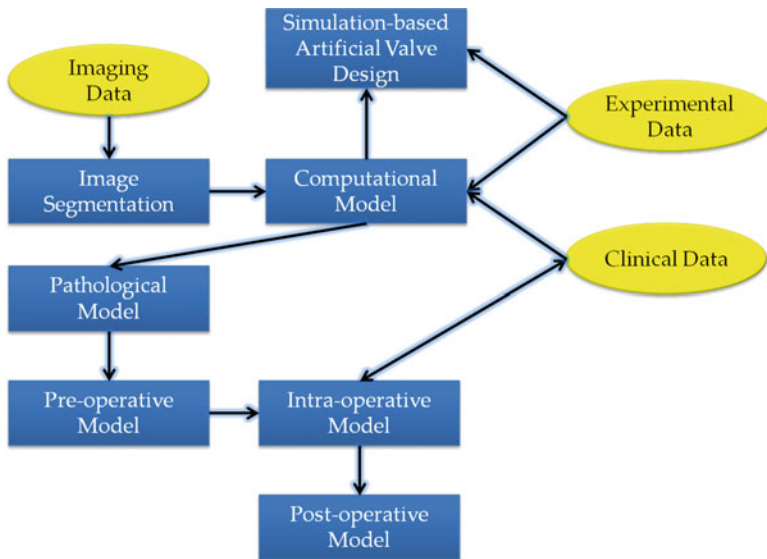 Simulation-based
Artificial Valve
Design
Imaging
Data
Experimental
Data
Image
Segmentation
Computational
Model
Clinical Data
Pathological
Model
Pre-operative
Model
Intra-operative
Model
Post-operative
Model